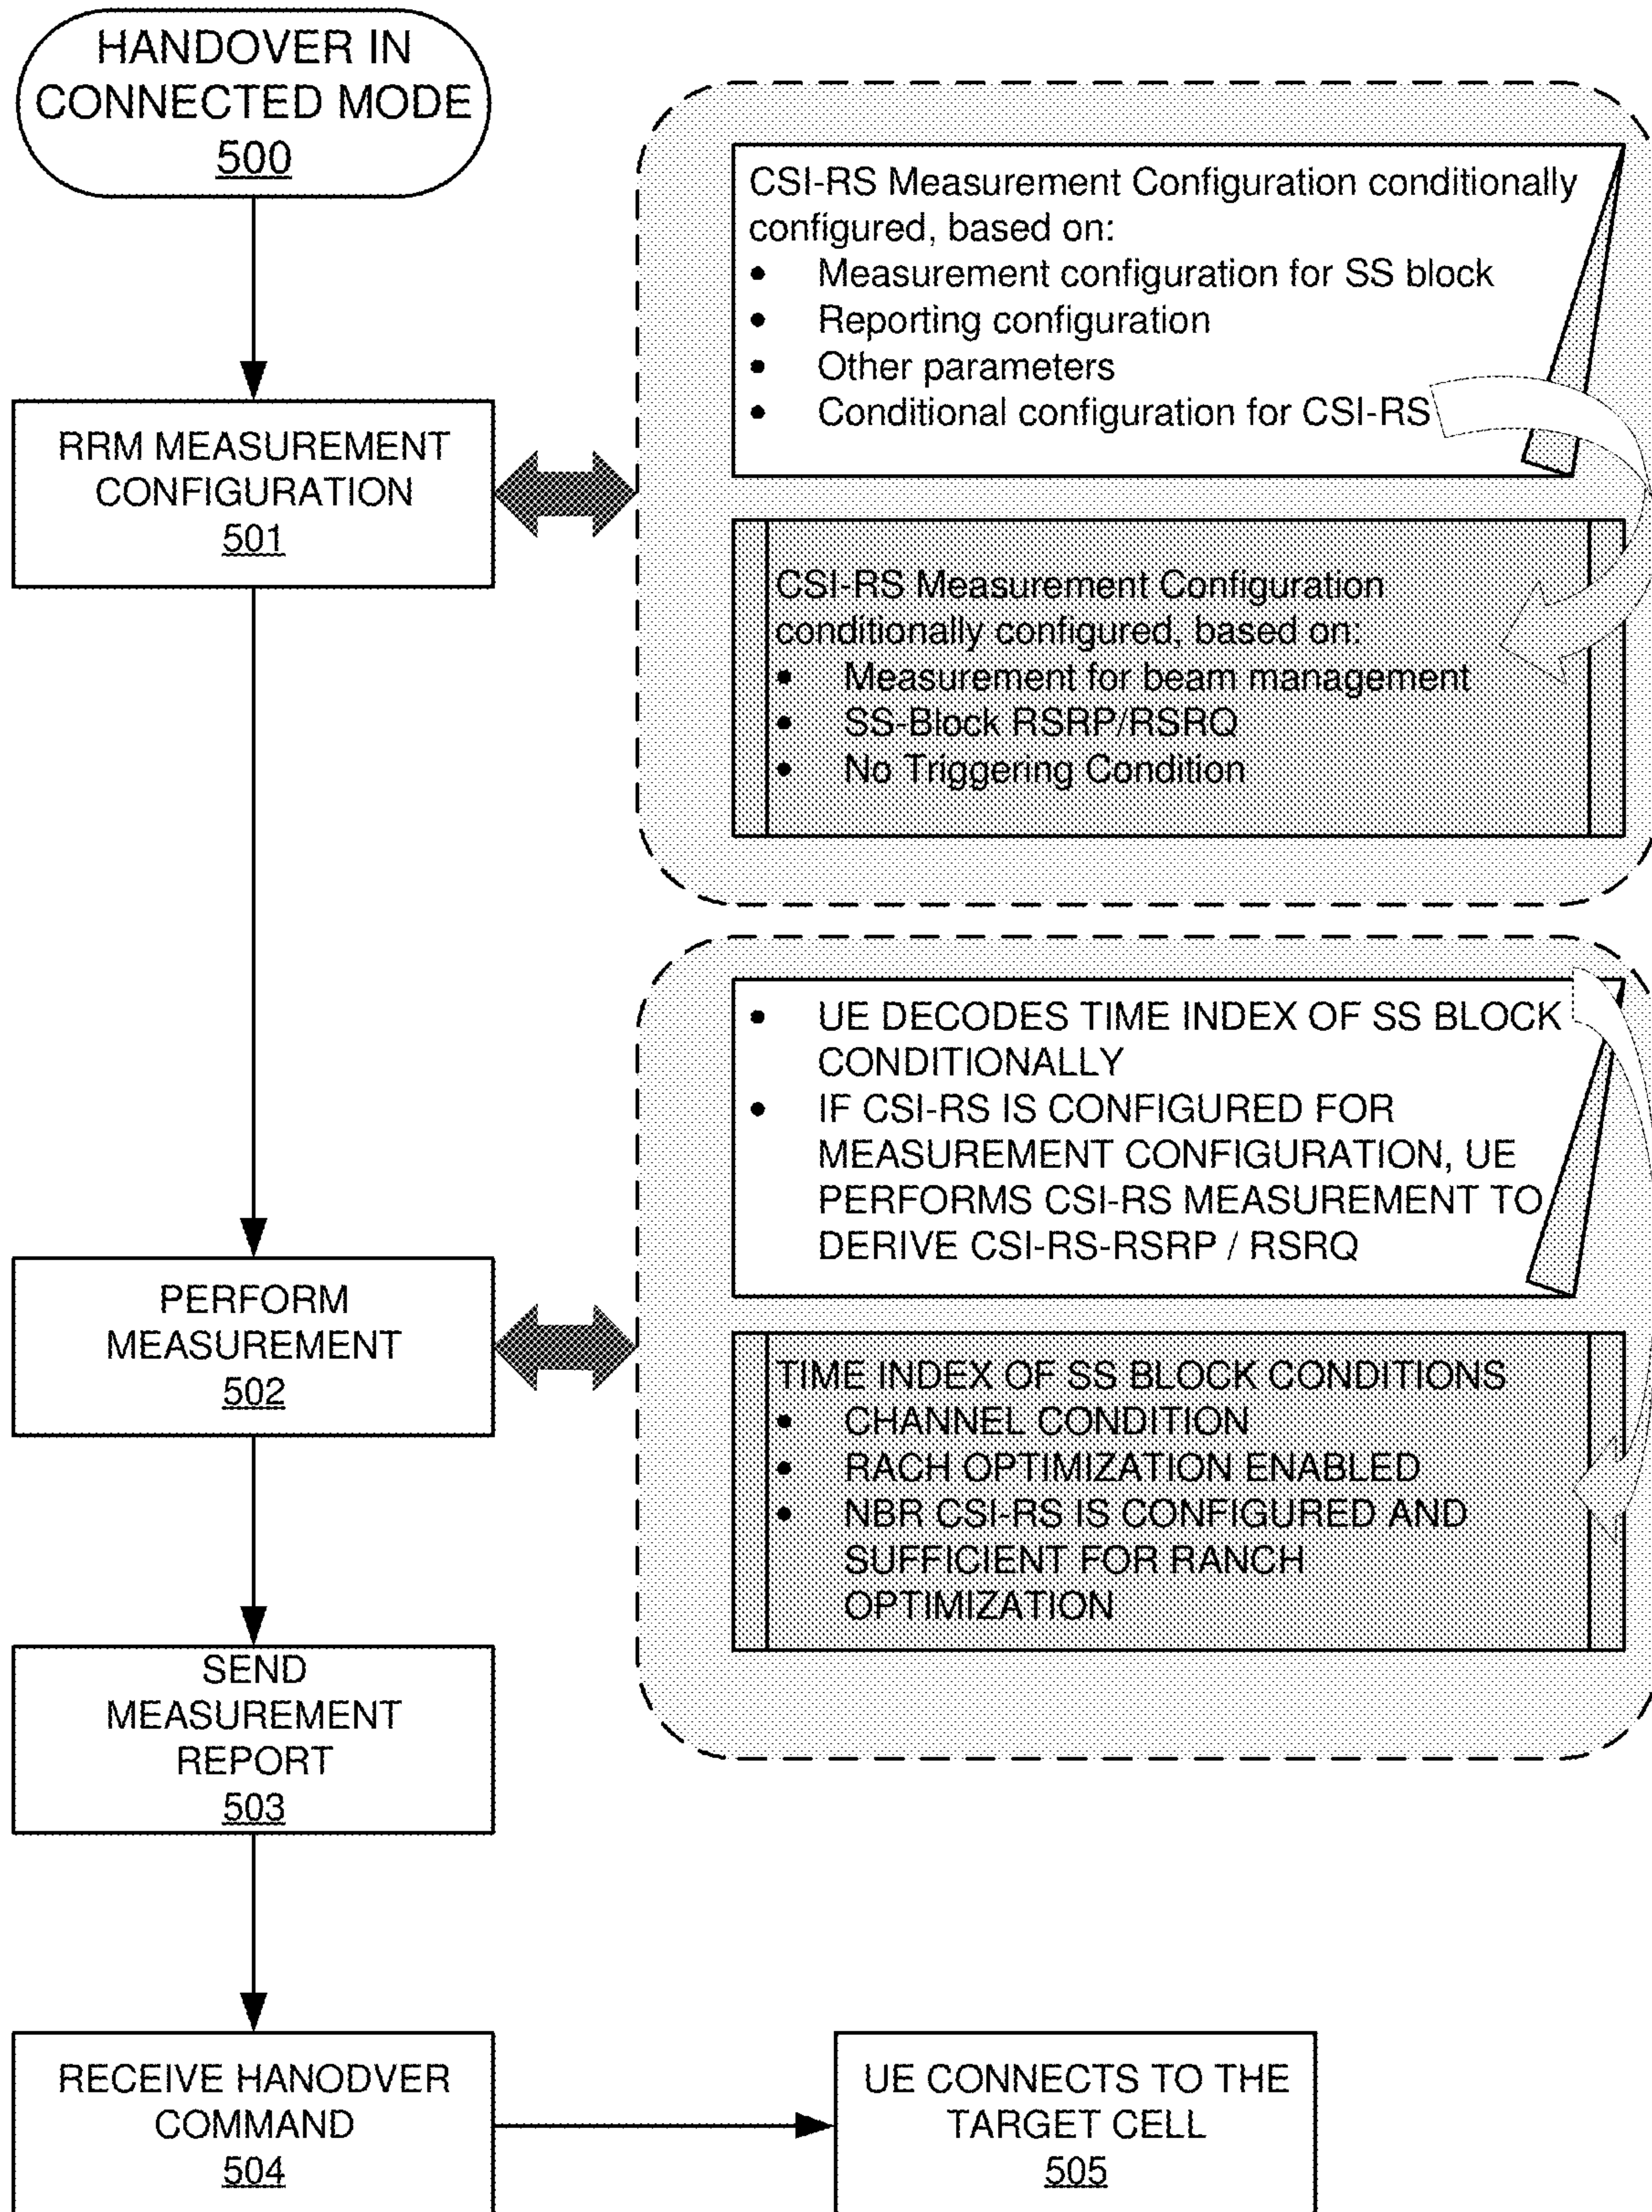 HANDOVER IN
CONNECTED MODE
500
RRM MEASUREMENT
CONFIGURATION
501
CSI-RS Measurement Configuration conditionally
configured, based on:
• Measurement configuration for SS block
• Reporting configuration
• Other parameters
• Conditional configuration for CSI-RS
CSI-RS Measurement Configuration
conditionally configured, based on:
• Measurement for beam management
• SS-Block RSRP/RSRQ
• No Triggering Condition
PERFORM
MEASUREMENT
502
• UE DECODES TIME INDEX OF SS BLOCK
CONDITIONALLY
• IF CSI-RS IS CONFIGURED FOR
MEASUREMENT CONFIGURATION, UE
PERFORMS CSI-RS MEASUREMENT TO
DERIVE CSI-RS-RSRP / RSRQ
TIME INDEX OF SS BLOCK CONDITIONS
• CHANNEL CONDITION
• RACH OPTIMIZATION ENABLED
• NBR CSI-RS IS CONFIGURED AND
SUFFICIENT FOR RANCH
OPTIMIZATION
SEND
MEASUREMENT
REPORT
503
RECEIVE HANODVER
COMMAND
504
UE CONNECTS TO THE
TARGET CELL
505